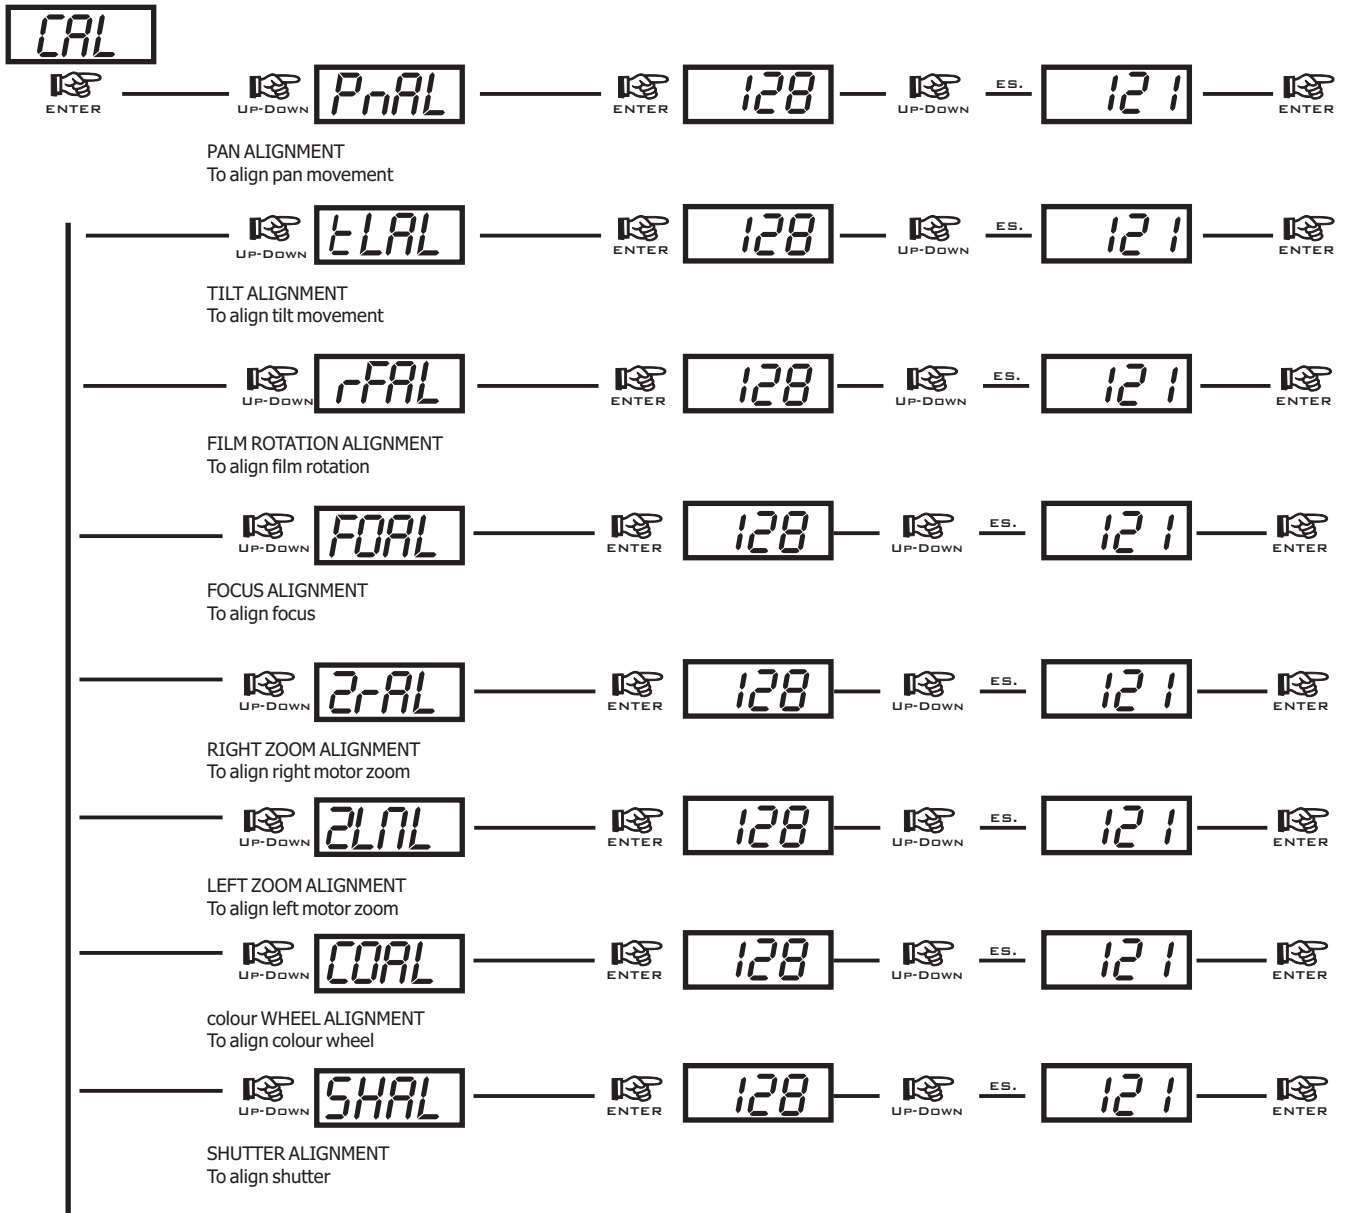 CAL
ENTER UP-DOWN PnAL ENTER 128 UP-DOWN ES. 121 ENTER
PAN ALIGNMENT
To align pan movement
UP-DOWN tLAL ENTER 128 UP-DOWN ES. 121 ENTER
TILT ALIGNMENT
To align tilt movement
UP-DOWN rFAL ENTER 128 UP-DOWN ES. 121 ENTER
FILM ROTATION ALIGNMENT
To align film rotation
UP-DOWN FOAL ENTER 128 UP-DOWN ES. 121 ENTER
FOCUS ALIGNMENT
To align focus
UP-DOWN 2rAL ENTER 128 UP-DOWN ES. 121 ENTER
RIGHT ZOOM ALIGNMENT
To align right motor zoom
UP-DOWN 2LnL ENTER 128 UP-DOWN ES. 121 ENTER
LEFT ZOOM ALIGNMENT
To align left motor zoom
UP-DOWN COAL ENTER 128 UP-DOWN ES. 121 ENTER
colour WHEEL ALIGNMENT
To align colour wheel
UP-DOWN SHAL ENTER 128 UP-DOWN ES. 121 ENTER
SHUTTER ALIGNMENT
To align shutter